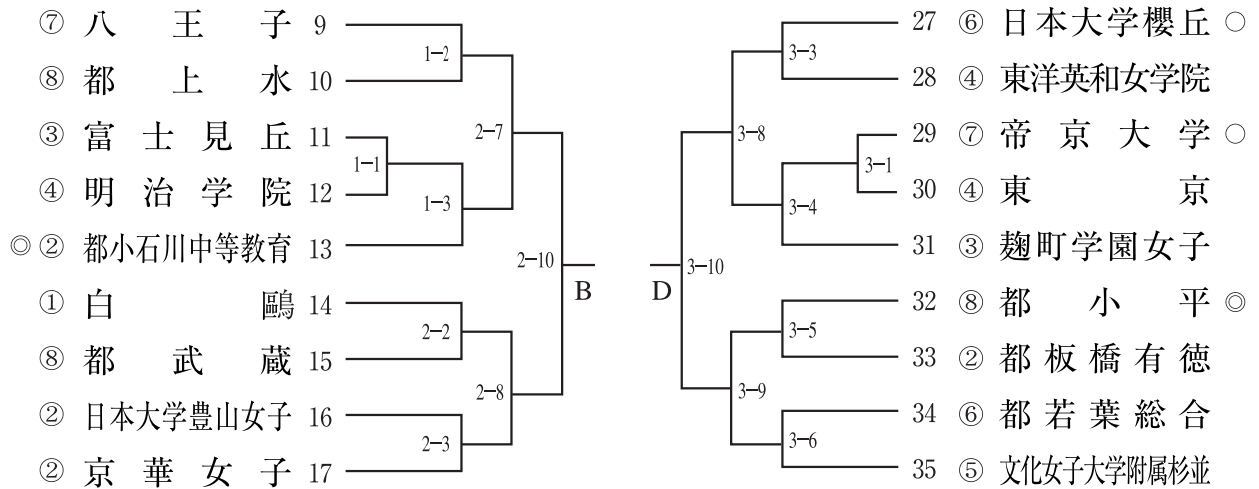 ⑦ 八王子 9
⑧ 都上水 10
③ 富士見丘 11
④ 明治学院 12
◎ ② 都小石川中等教育 13
① 白鷗 14
⑧ 都武蔵 15
② 日本大学豊山女子 16
② 京華女子 17
1–2
1–1
1–3
2–7
2–2
2–3
2–8
2–10
B
27 ⑥ 日本大学櫻丘 ○
28 ④ 東洋英和女学院
29 ⑦ 帝京大学 ○
30 ④ 東京
31 ③ 麹町学園女子
32 ⑧ 都小平 ◎
33 ② 都板橋有徳
34 ⑥ 都若葉総合
35 ⑤ 文化女子大学附属杉並
3–3
3–8
3–1
3–4
3–10
D
3–5
3–9
3–6